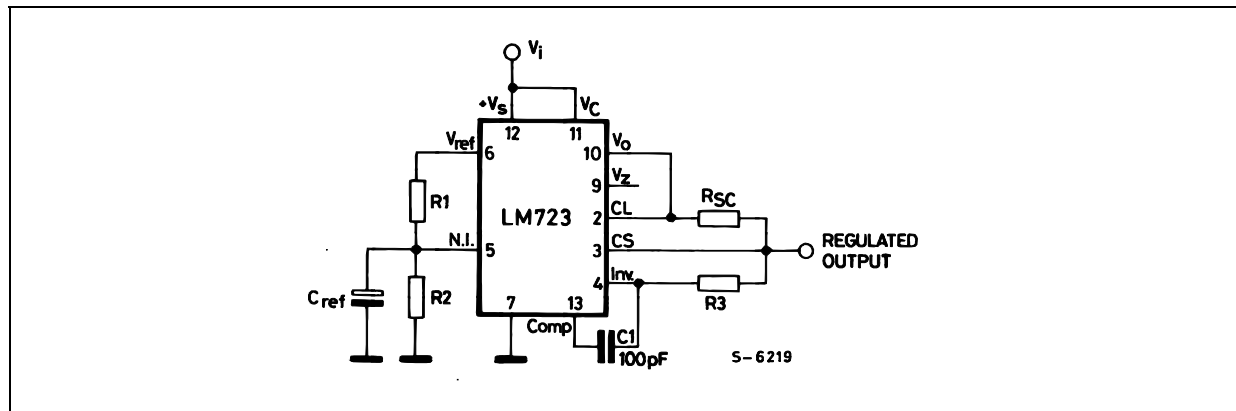 Vi
+Vs
VC
12
11
Vref
6
Vo
10
Vz
9
R1
LM723
CL
2
RSC
N.I.
5
CS
3
REGULATED
OUTPUT
Inv.
4
R3
Cref
R2
7
13
Comp
C1
100pF
S-6219